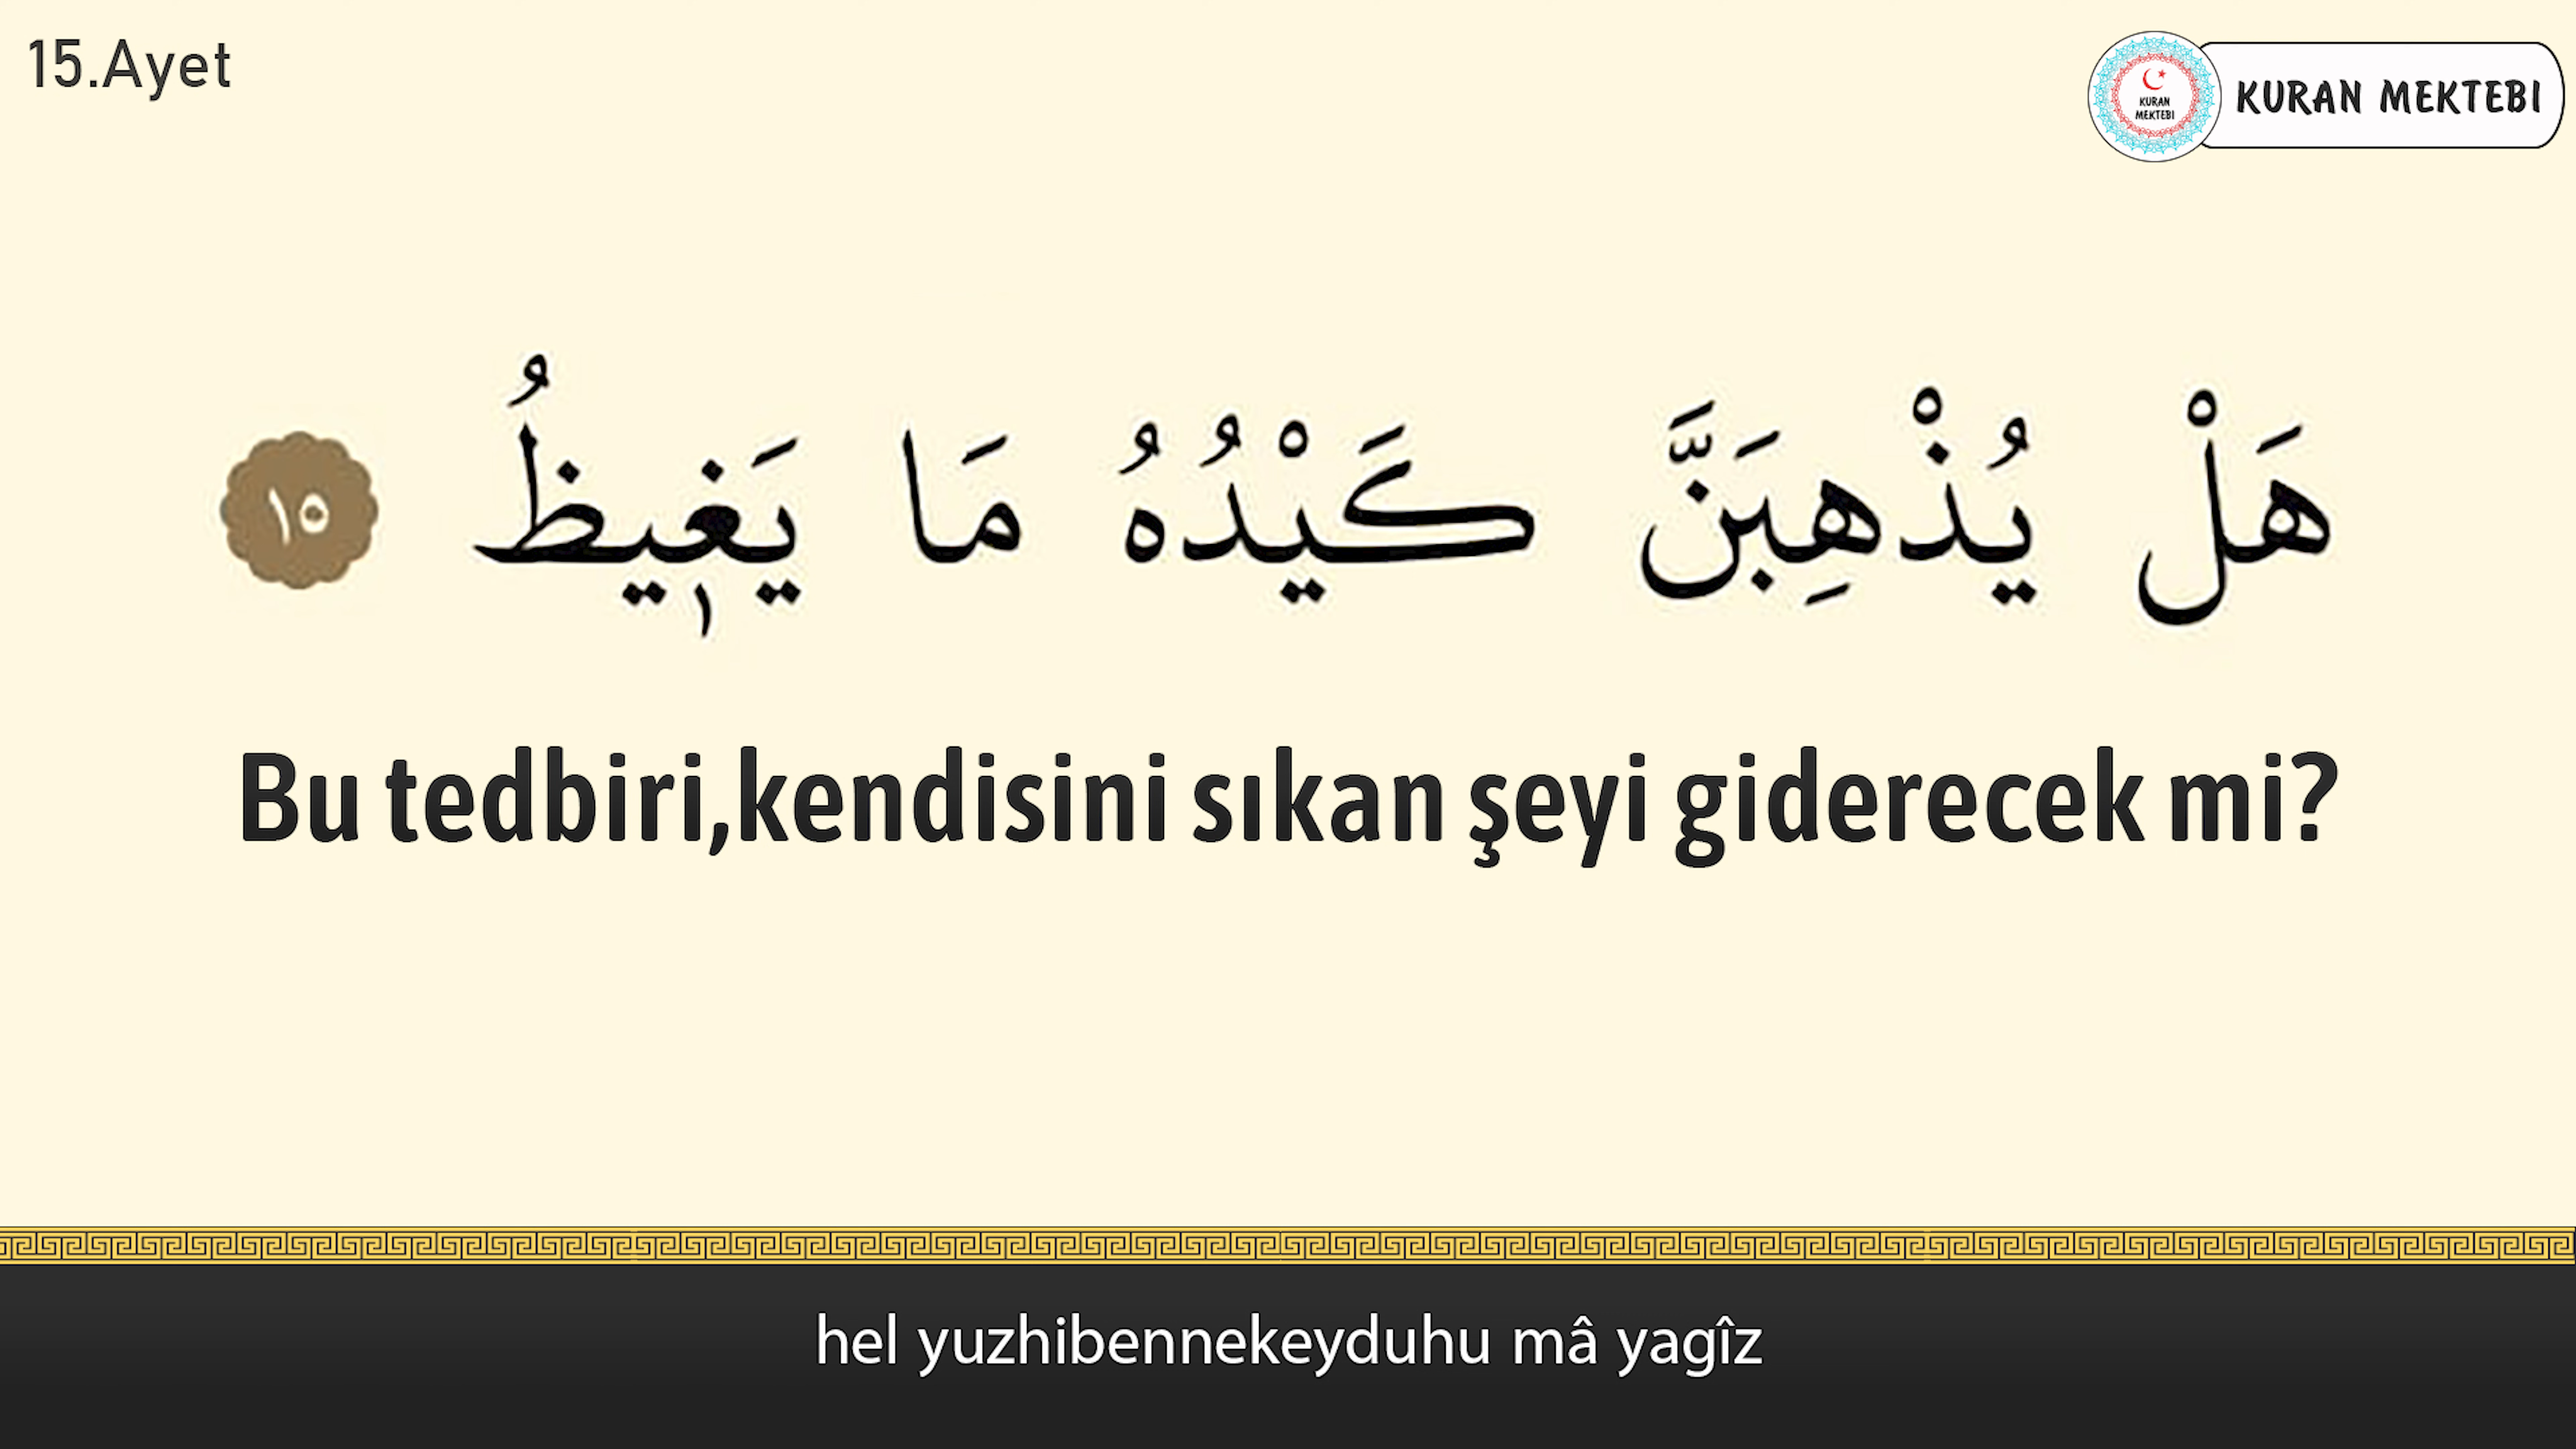 15.Ayet
KURAN MEKTEBI
KURAN MEKTEBI
هَلْ يُذْهِبَنَّ كَيْدُهُ مَا يَغٖيظُ ١٥
Bu tedbiri,kendisini sıkan şeyi giderecek mi?
hel yuzhibennekeyduhu mâ yagîz